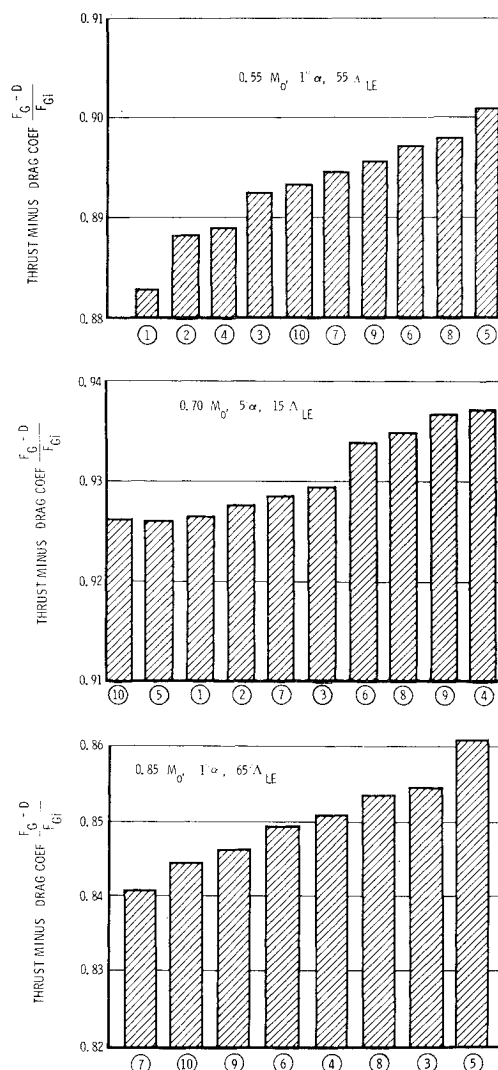 0.91
0.90
0.89
0.88
THRUST MINUS DRAG COEF F_G - D / F_Gi
0.55 M_o, 1° α, 55 Λ_LE
① ② ④ ③ ⑩ ⑦ ⑨ ⑥ ⑧ ⑤
0.94
0.93
0.92
0.91
THRUST MINUS DRAG COEF F_G - D / F_Gi
0.70 M_o, 5 α, 15 Λ_LE
⑩ ⑤ ① ② ⑦ ③ ⑥ ⑧ ⑨ ④
0.86
0.85
0.84
0.83
0.82
THRUST MINUS DRAG COEF F_G - D / F_Gi
0.85 M_o, 1° α, 65° Λ_LE
⑦ ⑩ ⑨ ⑥ ④ ⑧ ③ ⑤